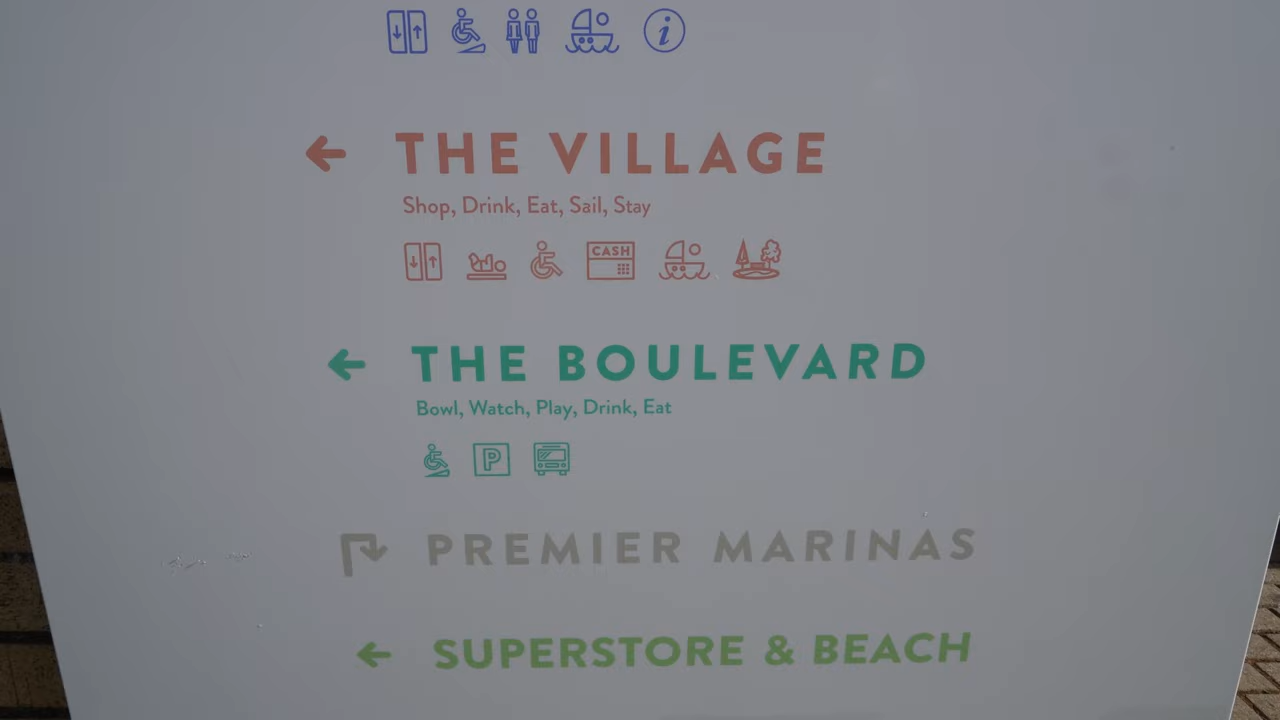 i
THE VILLAGE
Shop, Drink, Eat, Sail, Stay
CASH
THE BOULEVARD
Bowl, Watch, Play, Drink, Eat
P
PREMIER MARINAS
SUPERSTORE & BEACH